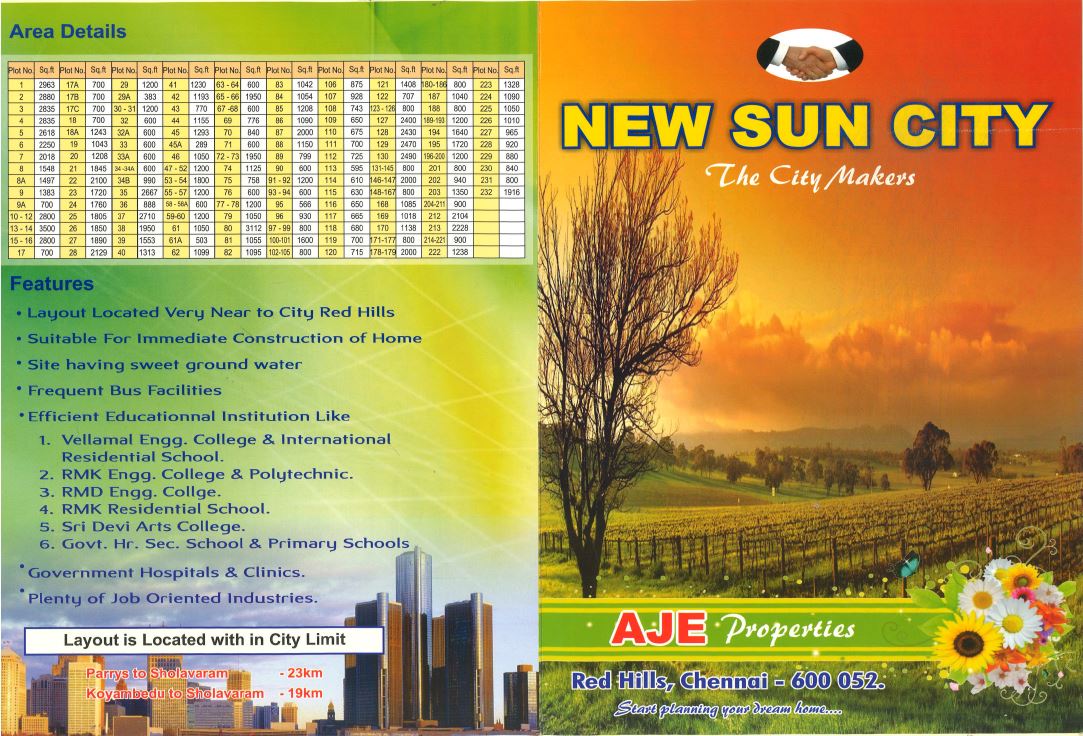 Area Details
Plot No. Sq.ft Plot No. Sq.ft Plot No. Sq.ft Plot No. Sq.ft Plot No. Sq.ft Plot No. Sq.ft Plot No. Sq.ft Plot No. Sq.ft Plot No. Sq.ft Plot No. Sq.ft
1 2963 17A 700 29 1200 41 1230 63 - 64 600 83 1042 106 875 121 1408 180-186 800 223 1328
2 2880 17B 700 29A 383 42 1193 65 - 66 1950 84 1054 107 928 122 707 187 1040 224 1090
3 2835 17C 700 30 - 31 1200 43 770 67 -68 600 85 1208 108 743 123 - 126 800 188 800 225 1050
4 2835 18 700 32 600 44 1155 69 776 86 1090 109 650 127 2400 189-193 1200 226 1010
5 2618 18A 1243 32A 600 45 1293 70 840 87 2000 110 675 128 2430 194 1640 227 965
6 2250 19 1043 33 600 45A 289 71 600 88 1150 111 700 129 2470 195 1720 228 920
7 2018 20 1208 33A 600 46 1050 72 - 73 1950 89 799 112 725 130 2490 196-200 1200 229 880
8 1548 21 1845 34 -34A 600 47 - 52 1200 74 1125 90 600 113 595 131-145 800 201 800 230 840
8A 1497 22 2100 34B 990 53 - 54 1800 75 758 91 - 92 1200 114 610 146-147 2000 202 940 231 800
9 1383 23 1720 35 2667 55 - 57 1200 76 600 93 - 94 600 115 630 148-167 800 203 1350 232 1916
9A 700 24 1760 36 888 58 - 58A 600 77 - 78 1200 95 566 116 650 168 1085 204-211 900
10 - 12 2800 25 1805 37 2710 59-60 1200 79 1050 96 930 117 665 169 1018 212 2104
13 - 14 3500 26 1850 38 1950 61 1050 80 3112 97 - 99 800 118 680 170 1138 213 2228
15 - 16 2800 27 1890 39 1553 61A 503 81 1055 100-101 1600 119 700 171-177 800 214-221 900
17 700 28 2129 40 1313 62 1099 82 1095 102-105 800 120 715 178-179 2000 222 1238
Features
• Layout Located Very Near to City Red Hills
• Suitable For Immediate Construction of Home
• Site having sweet ground water
• Frequent Bus Facilities
• Efficient Educationnal Institution Like
1. Vellamal Engg. College & International
Residential School.
2. RMK Engg. College & Polytechnic.
3. RMD Engg. Collge.
4. RMK Residential School.
5. Sri Devi Arts College.
6. Govt. Hr. Sec. School & Primary Schools
• Government Hospitals & Clinics.
• Plenty of Job Oriented Industries.
Layout is Located with in City Limit
Parrys to Sholavaram - 23km
Koyambedu to Sholavaram - 19km
NEW SUN CITY
The City Makers
AJE Properties
Red Hills, Chennai - 600 052.
Start planning your dream home....